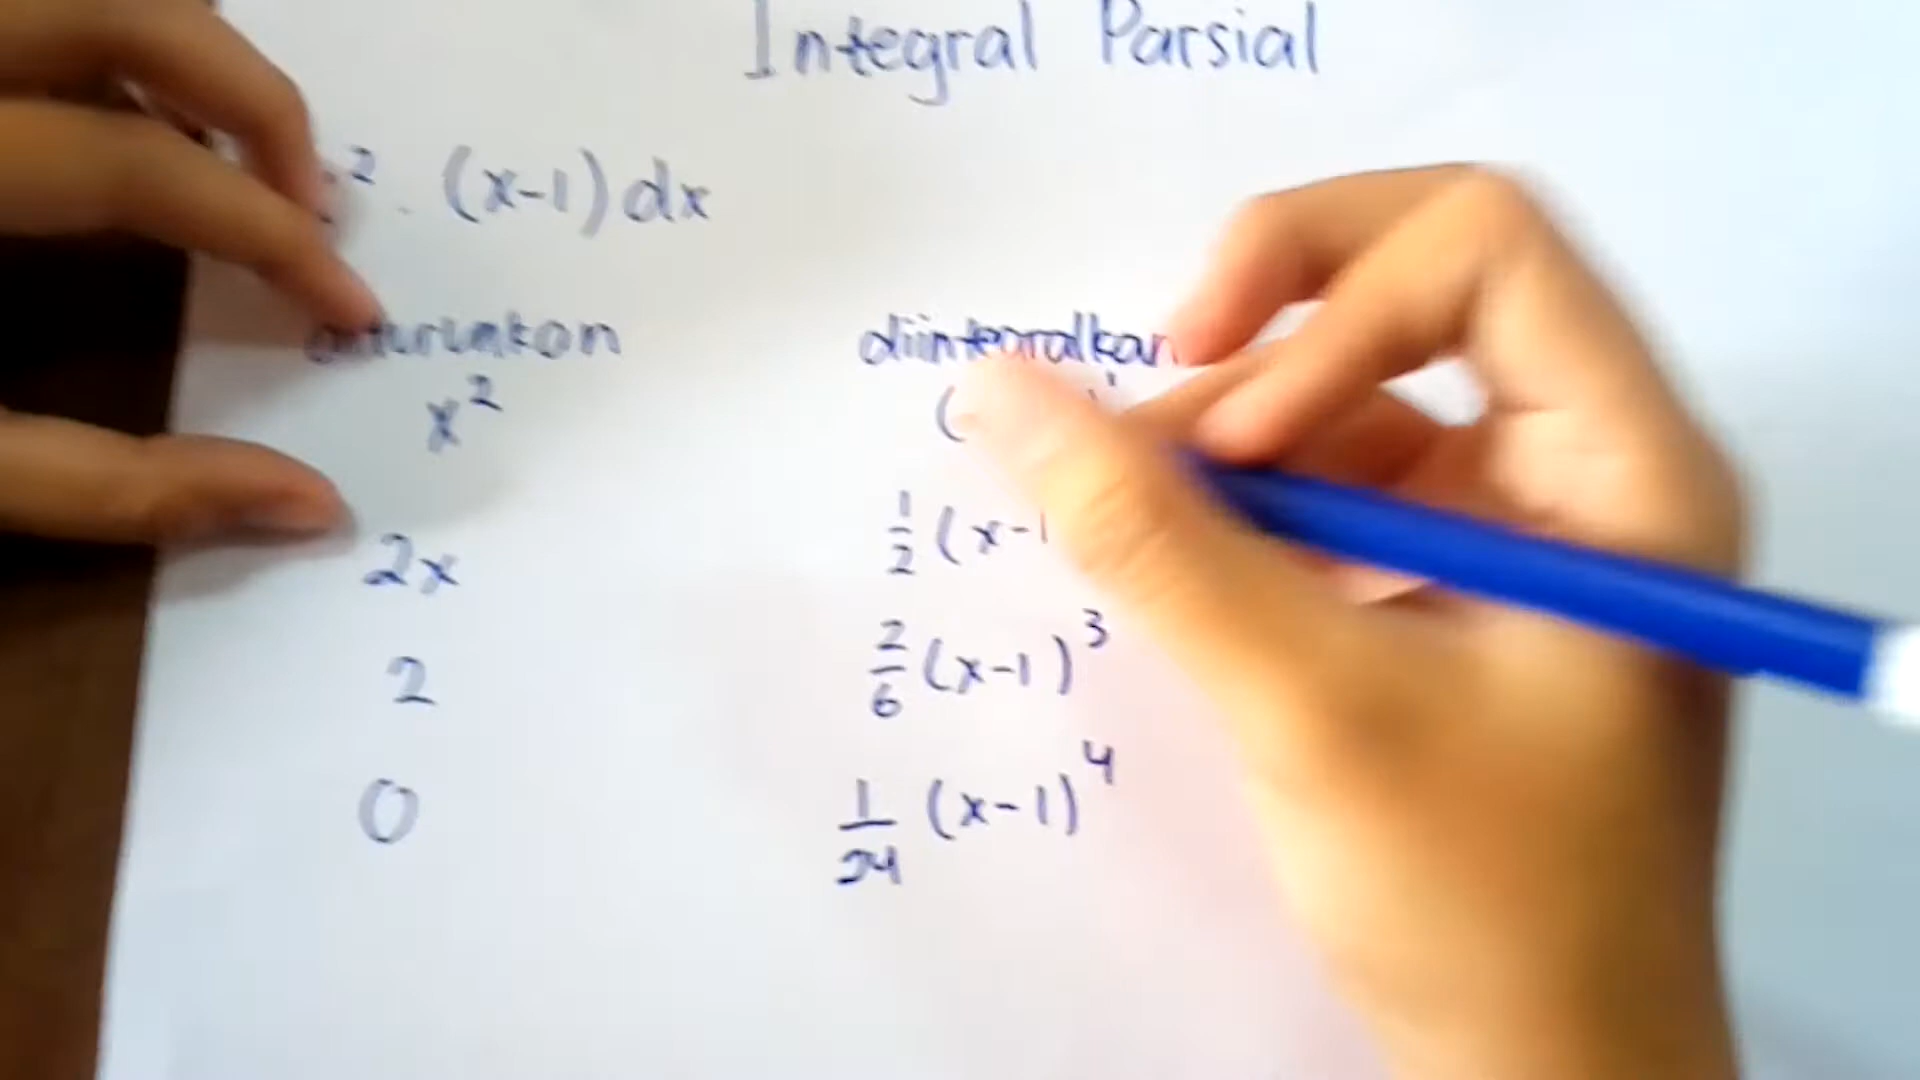 Integral Parsial
² . (x-1) dx
diturunkan diintegralkan
x² (
2x 1/2 (x-1
2 2/6 (x-1)³
0 1/24 (x-1)⁴